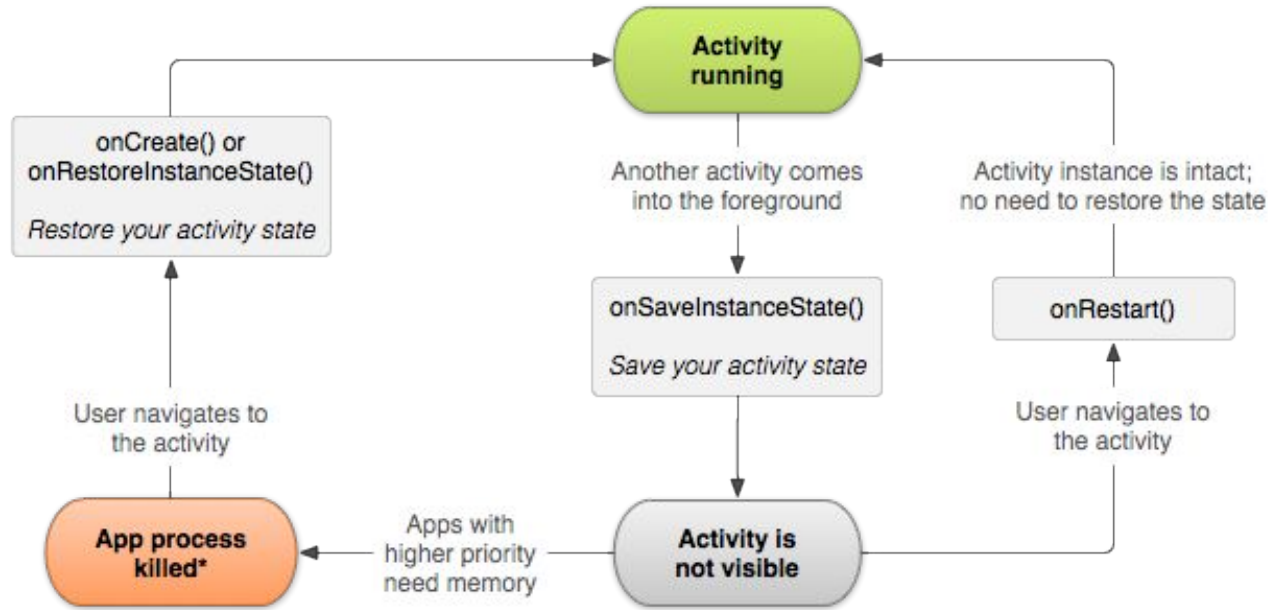 Activity
running
onCreate() or
onRestoreInstanceState()
Restore your activity state
Another activity comes
into the foreground
Activity instance is intact;
no need to restore the state
onSaveInstanceState()
Save your activity state
onRestart()
User navigates to
the activity
User navigates to
the activity
App process
killed*
Apps with
higher priority
need memory
Activity is
not visible